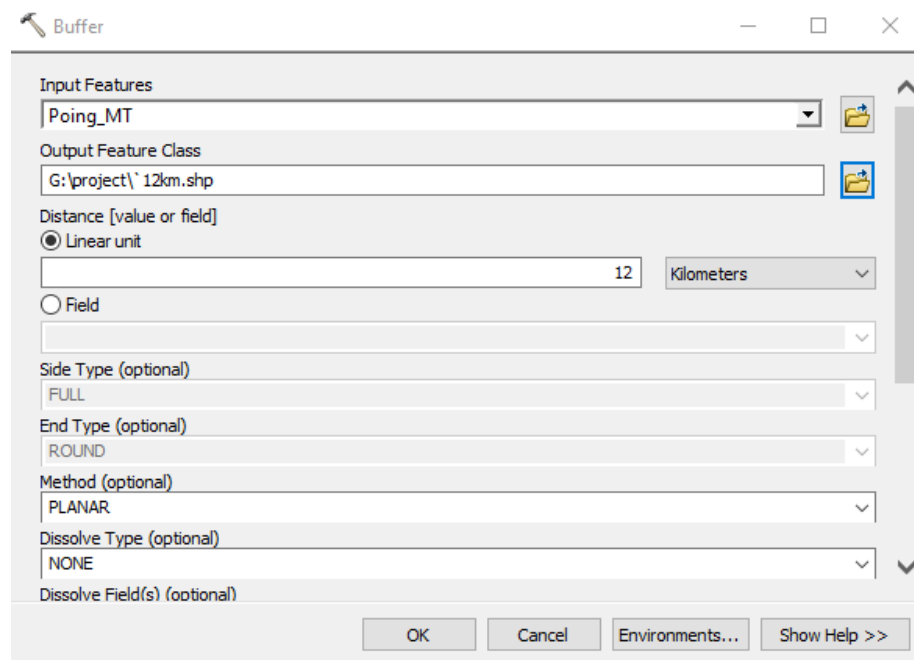 Buffer
Input Features
Poing_MT
Output Feature Class
G:\project\`12km.shp
Distance [value or field]
Linear unit
12 Kilometers
Field
Side Type (optional)
FULL
End Type (optional)
ROUND
Method (optional)
PLANAR
Dissolve Type (optional)
NONE
Dissolve Field(s) (optional)
OK Cancel Environments... Show Help >>